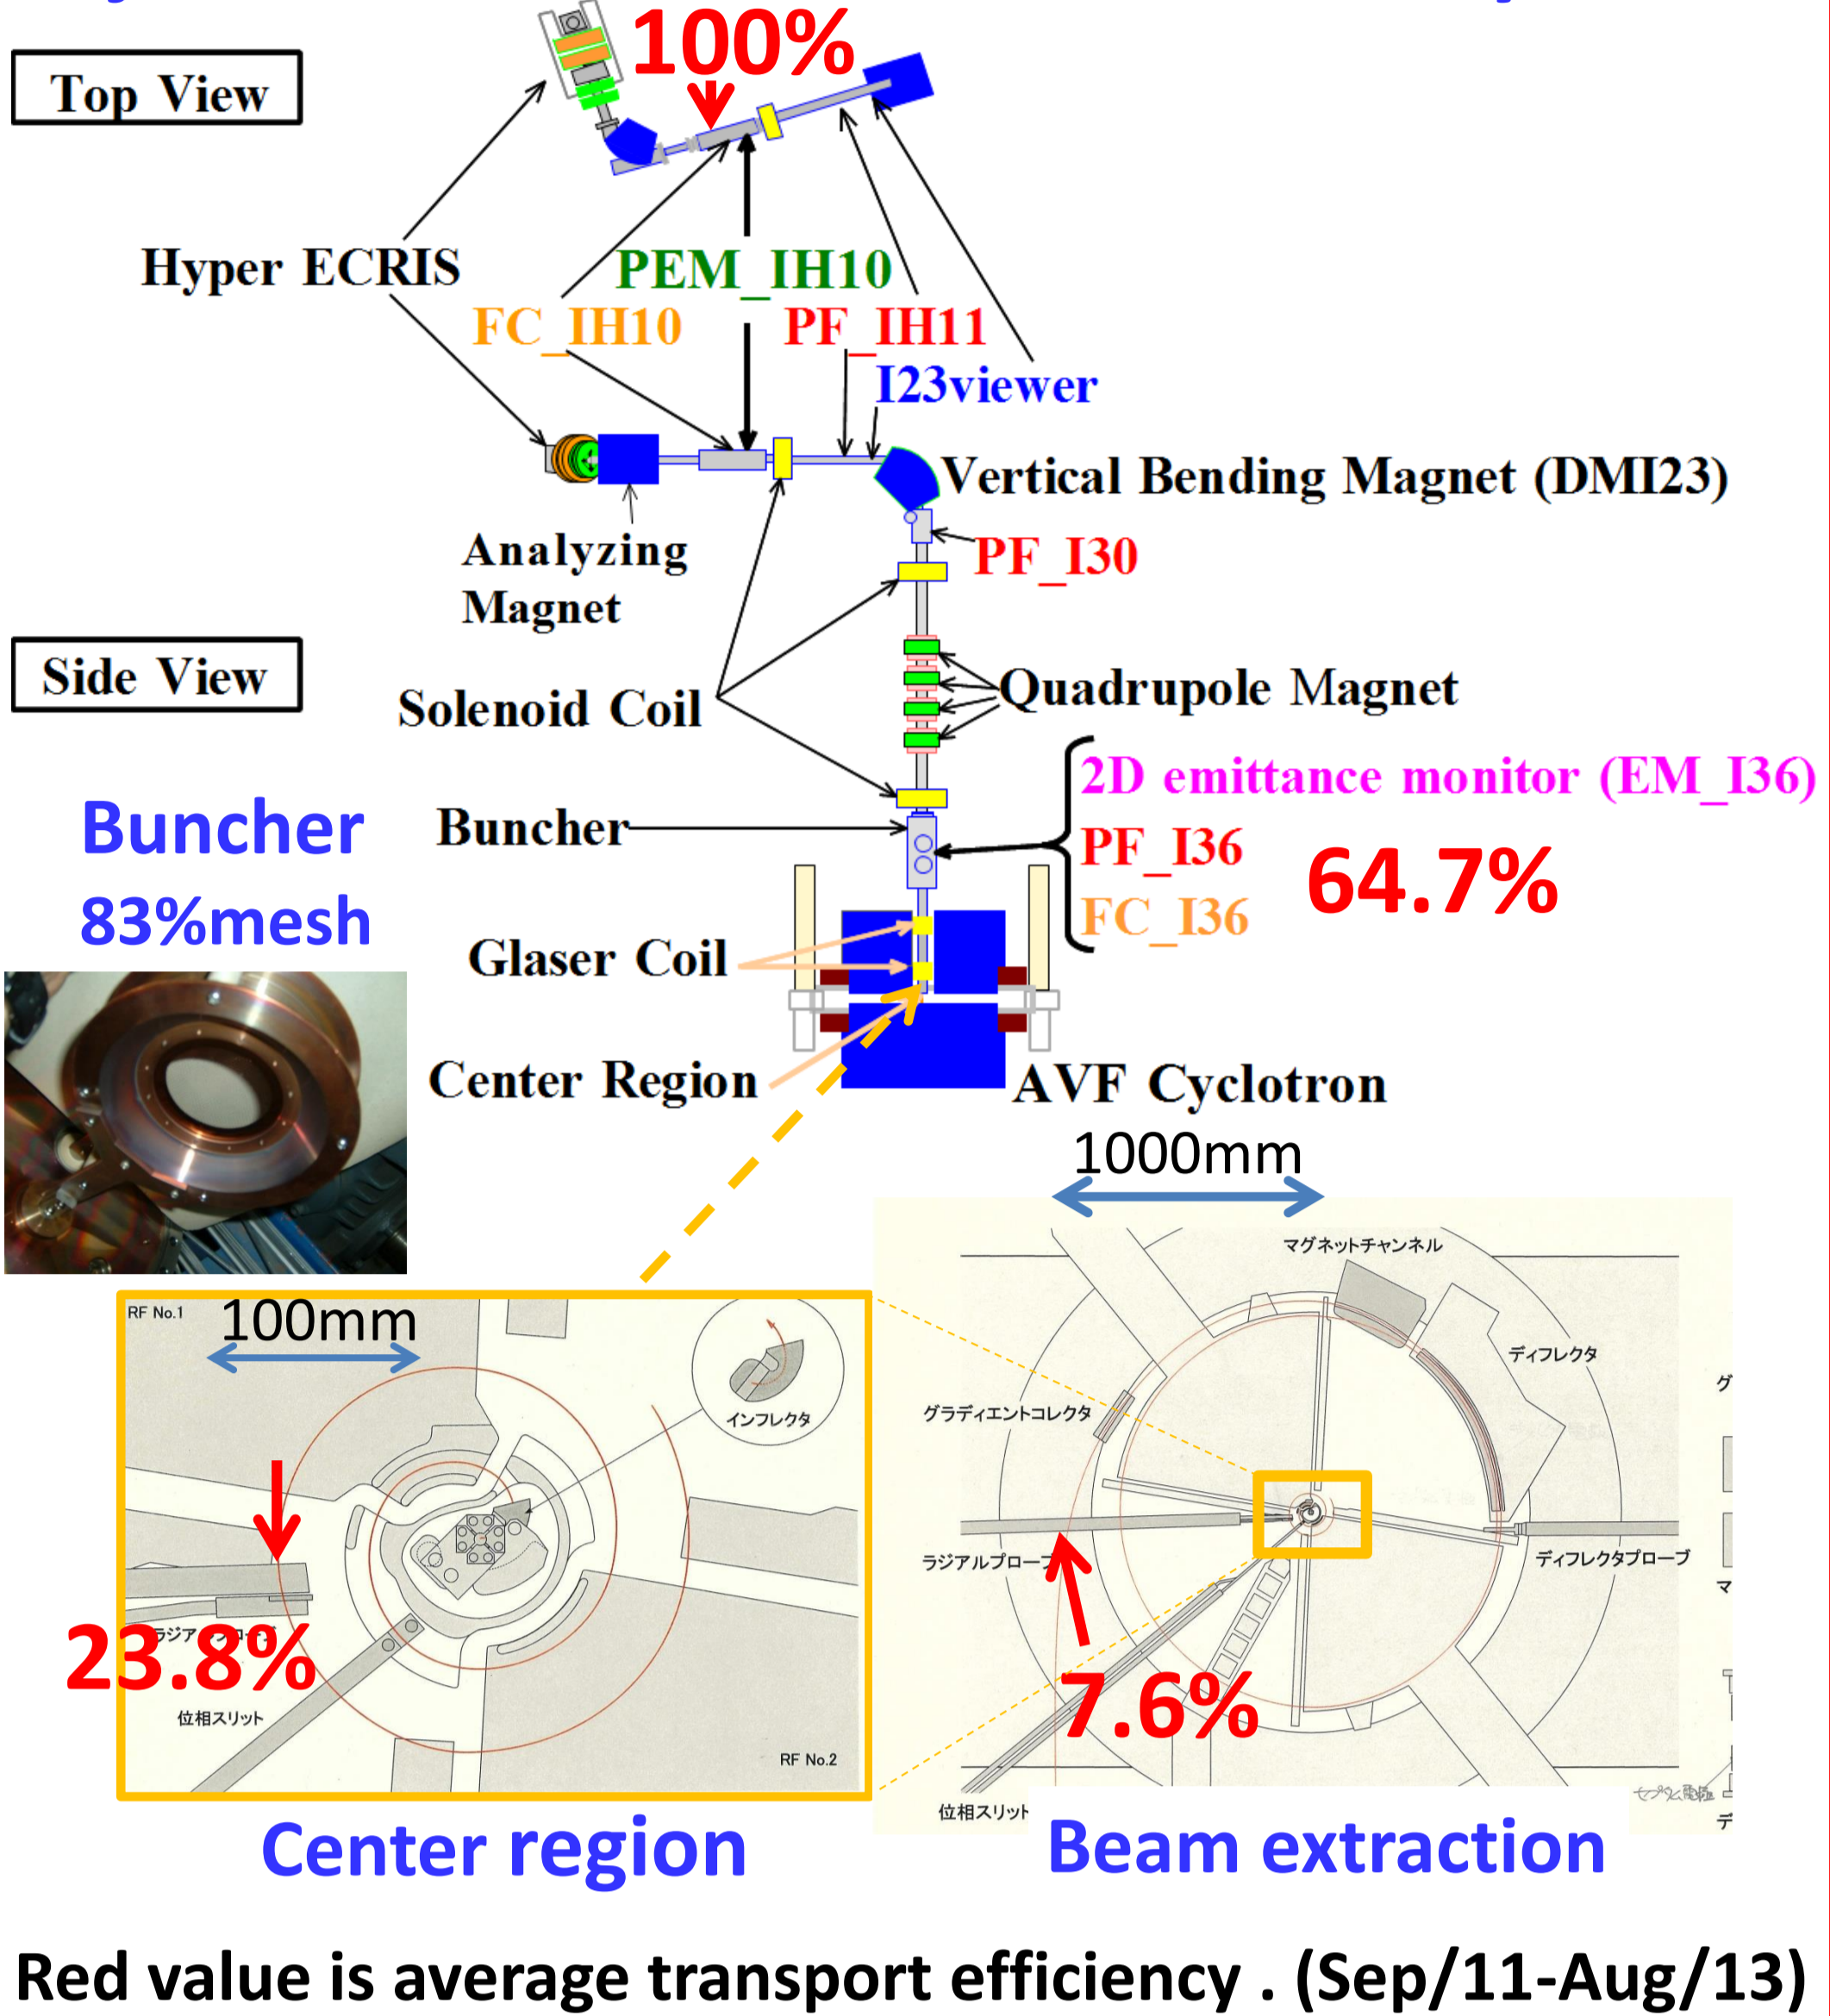 100%
Top View
Hyper ECRIS
PEM_IH10
FC_IH10
PF_IH11
I23viewer
Vertical Bending Magnet (DMI23)
Analyzing
Magnet
PF_I30
Side View
Solenoid Coil
Quadrupole Magnet
2D emittance monitor (EM_I36)
Buncher
83%mesh
Buncher
PF_I36
64.7%
FC_I36
Glaser Coil
Center Region
AVF Cyclotron
1000mm
マグネットチャンネル
ディフレクタ
グラディエントコレクタ
グ
ラジアルプローブ
ディフレクタプローブ
マ
7.6%
位相スリット
デ
RF No.1
100mm
インフレクタ
23.8%
位相スリット
RF No.2
Center region
Beam extraction
Red value is average transport efficiency . (Sep/11-Aug/13)